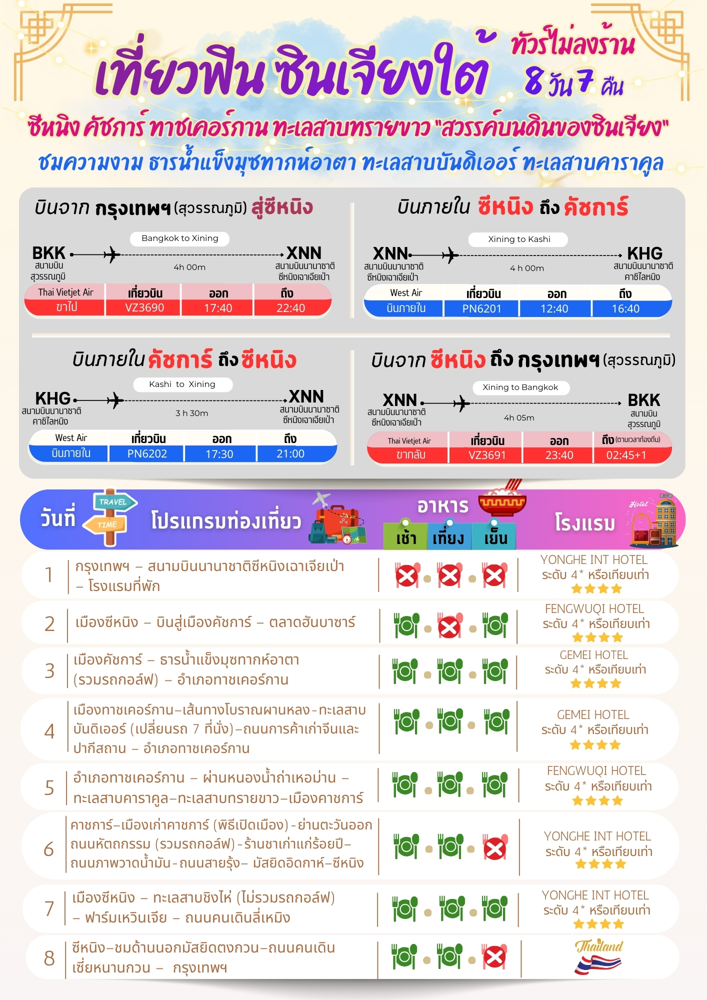 เที่ยวฟิน ซินเจียงใต้
ทัวร์ไม่ลงร้าน
8 วัน 7 คืน
ซีหนิง คัชการ์ ทาชเคอร์กาน ทะเลสาบทรายขาว "สวรรค์บนดินของซินเจียง"
ชมความงาม ธารน้ำแข็งมุซทากห์อาตา ทะเลสาบบันดิเออร์ ทะเลสาบคาราคูล
บินจาก กรุงเทพฯ (สุวรรณภูมิ) สู่ซีหนิง
Bangkok to Xining
BKK XNN
4h 00m
สนามบิน
สุวรรณภูมิ
สนามบินนานาชาติ
ซีหนิงเฉาเจียเป่า
Thai Vietjet Air เที่ยวบิน ออก ถึง
ขาไป VZ3690 17:40 22:40
บินภายใน ซีหนิง ถึง คัชการ์
Xining to Kashi
XNN KHG
4 h 00m
สนามบินนานาชาติ
ซีหนิงเฉาเจียเป่า
สนามบินนานาชาติ
คาชิไลหนิง
West Air เที่ยวบิน ออก ถึง
บินภายใน PN6201 12:40 16:40
บินภายใน คัชการ์ ถึง ซีหนิง
Kashi to Xining
KHG XNN
3 h 30m
สนามบินนานาชาติ
คาชิไลหนิง
สนามบินนานาชาติ
ซีหนิงเฉาเจียเป่า
West Air เที่ยวบิน ออก ถึง
บินภายใน PN6202 17:30 21:00
บินจาก ซีหนิง ถึง กรุงเทพฯ (สุวรรณภูมิ)
Xining to Bangkok
XNN BKK
4h 05m
สนามบินนานาชาติ
ซีหนิงเฉาเจียเป่า
สนามบิน
สุวรรณภูมิ
Thai Vietjet Air เที่ยวบิน ออก ถึง (ตามเวลาท้องถิ่น)
ขากลับ VZ3691 23:40 02:45+1
วันที่
TRAVEL
TIME
โปรแกรมท่องเที่ยว
อาหาร
เช้า เที่ยง เย็น
โรงแรม
Hotel
1
กรุงเทพฯ – สนามบินนานาชาติซีหนิงเฉาเจียเป่า
– โรงแรมที่พัก
YONGHE INT HOTEL
ระดับ 4* หรือเทียบเท่า
2
เมืองซีหนิง – บินสู่เมืองคัชการ์ – ตลาดฮันบาซาร์
FENGWUQI HOTEL
ระดับ 4* หรือเทียบเท่า
3
เมืองคัชการ์ – ธารน้ำแข็งมุซทากห์อาตา
(รวมรถกอล์ฟ) – อำเภอทาชเคอร์กาน
GEMEI HOTEL
ระดับ 4* หรือเทียบเท่า
4
เมืองทาชเคอร์กาน–เส้นทางโบราณผานหลง-ทะเลสาบ
บันดิเออร์ (เปลี่ยนรถ 7 ที่นั่ง)–ถนนการค้าเก่าจีนและ
ปากีสถาน – อำเภอทาชเคอร์กาน
GEMEI HOTEL
ระดับ 4* หรือเทียบเท่า
5
อำเภอทาชเคอร์กาน – ผ่านหนองน้ำถ่าเหอม่าน –
ทะเลสาบคาราคูล–ทะเลสาบทรายขาว–เมืองคาชการ์
FENGWUQI HOTEL
ระดับ 4* หรือเทียบเท่า
6
คาชการ์–เมืองเก่าคาชการ์ (พิธีเปิดเมือง)-ย่านตะวันออก
ถนนหัตถกรรม (รวมรถกอล์ฟ)-ร้านชาเก่าแก่ร้อยปี–
ถนนภาพวาดน้ำมัน-ถนนสายรุ้ง– มัสยิดอิดกาห์–ซีหนิง
YONGHE INT HOTEL
ระดับ 4* หรือเทียบเท่า
7
เมืองซีหนิง – ทะเลสาบชิงไห่ (ไม่รวมรถกอล์ฟ)
– ฟาร์มเหวินเจีย – ถนนคนเดินลี่เหมิง
YONGHE INT HOTEL
ระดับ 4* หรือเทียบเท่า
8
ซีหนิง–ชมด้านนอกมัสยิดตงกวน–ถนนคนเดิน
เซี่ยหนานกวน – กรุงเทพฯ
Thailand